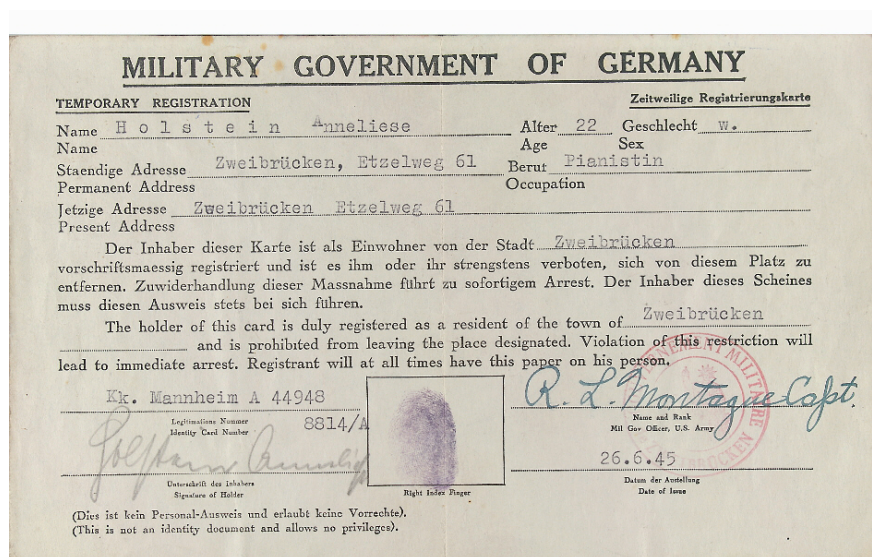 MILITARY GOVERNMENT OF GERMANY
TEMPORARY REGISTRATION Zeitweilige Registrierungskarte
Name Holstein Anneliese Alter 22 Geschlecht w.
Name Age Sex
Staendige Adresse Zweibrücken, Etzelweg 61 Beruf Pianistin
Permanent Address Occupation
Jetzige Adresse Zweibrücken Etzelweg 61
Present Address
Der Inhaber dieser Karte ist als Einwohner von der Stadt Zweibrücken
vorschriftsmaessig registriert und ist es ihm oder ihr strengstens verboten, sich von diesem Platz zu
entfernen. Zuwiderhandlung dieser Massnahme führt zu sofortigem Arrest. Der Inhaber dieses Scheines
muss diesen Ausweis stets bei sich führen.
The holder of this card is duly registered as a resident of the town of Zweibrücken
and is prohibited from leaving the place designated. Violation of this restriction will
lead to immediate arrest. Registrant will at all times have this paper on his person.
Kk. Mannheim A 44948 R. L. Montague Capt.
Legitimations Nummer 8814/A Name and Rank
Identity Card Number Mil Gov Officer, U.S. Army
Holstein Anneliese 26.6.45
Unterschrift des Inhabers Datum der Austellung
Signature of Holder Right Index Finger Date of Issue
(Dies ist kein Personal-Ausweis und erlaubt keine Vorrechte).
(This is not an identity document and allows no privileges).